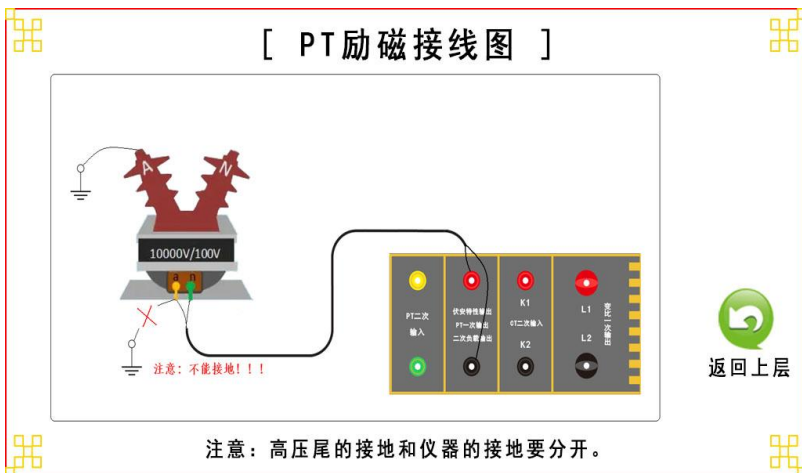 [ PT励磁接线图 ]
A
N
10000V/100V
a n
注意：不能接地！！！
PT二次
输入
伏安特性输出
PT一次输出
二次负载输出
K1
CT二次输入
K2
L1
L2
变比一次输出
返回上层
注意：高压尾的接地和仪器的接地要分开。